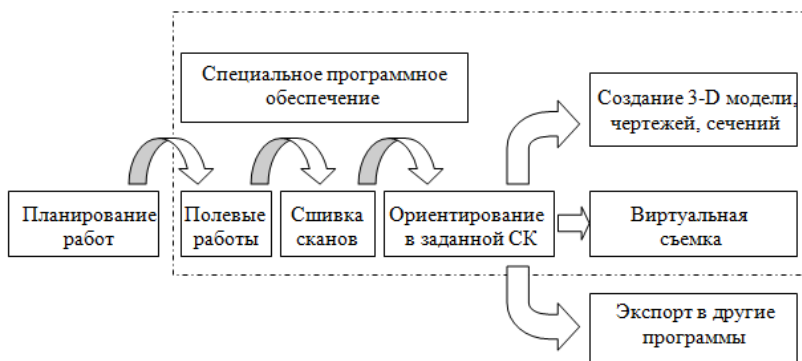 Специальное программное
обеспечение
Создание 3-D модели,
чертежей, сечений
Планирование
работ
Полевые
работы
Сшивка
сканов
Ориентирование
в заданной СК
Виртуальная
съемка
Экспорт в другие
программы